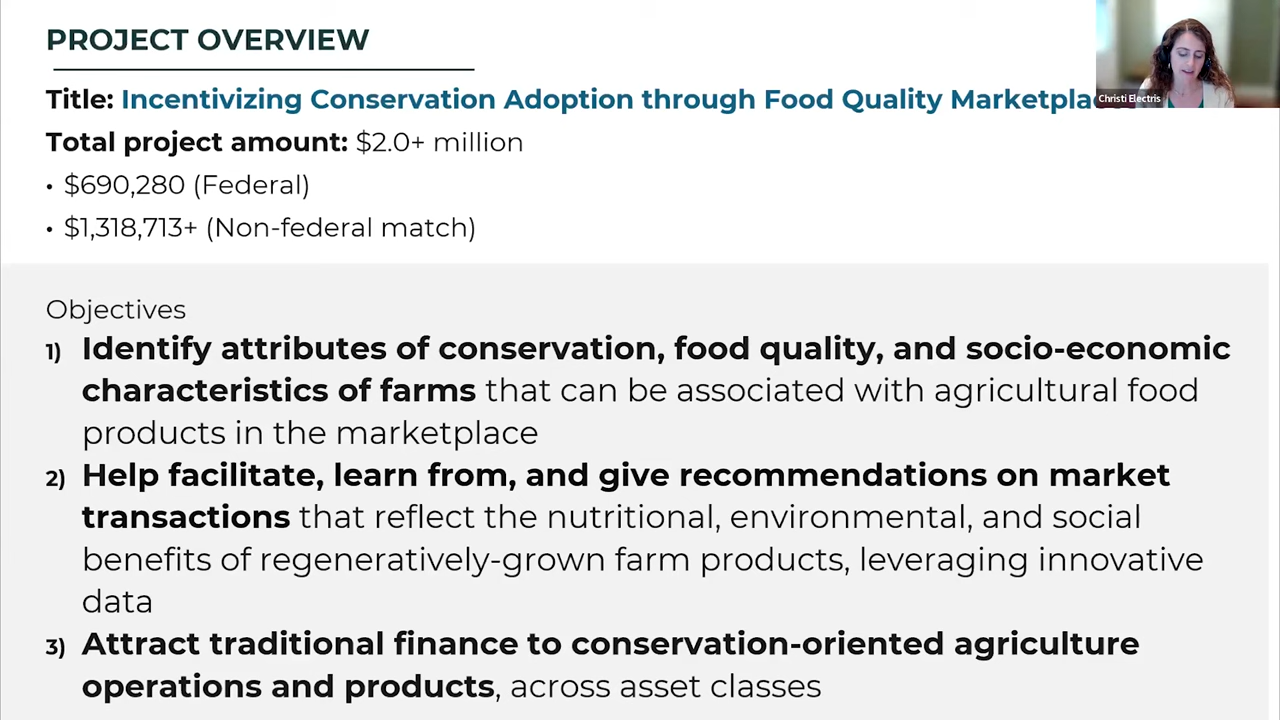 PROJECT OVERVIEW
Title: Incentivizing Conservation Adoption through Food Quality
Christi Electris
Total project amount: $2.0+ million
• $690,280 (Federal)
• $1,318,713+ (Non-federal match)
Objectives
1) Identify attributes of conservation, food quality, and socio-economic
characteristics of farms that can be associated with agricultural food
products in the marketplace
2) Help facilitate, learn from, and give recommendations on market
transactions that reflect the nutritional, environmental, and social
benefits of regeneratively-grown farm products, leveraging innovative
data
3) Attract traditional finance to conservation-oriented agriculture
operations and products, across asset classes